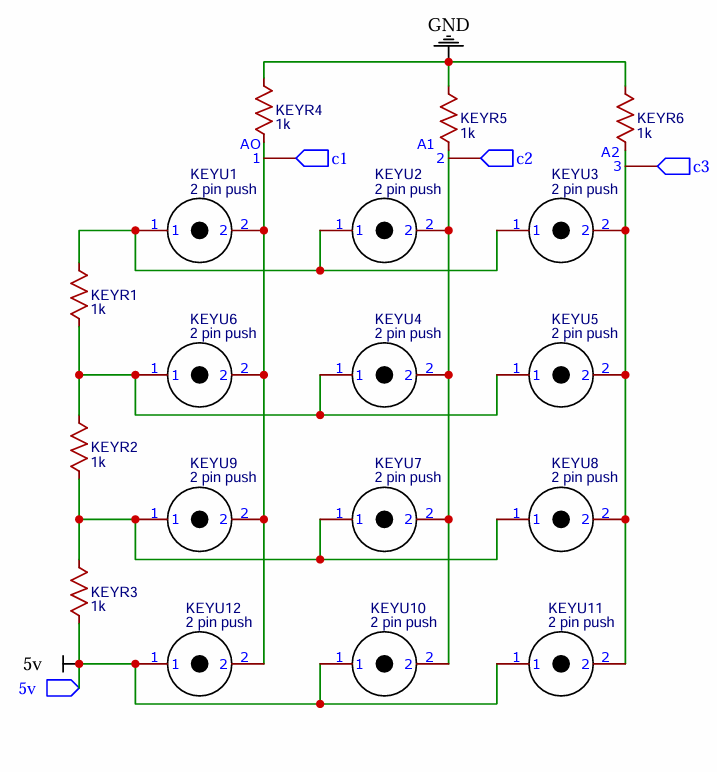 GND
KEYR4
1k
KEYR5
1k
KEYR6
1k
A0
1
c1
A1
2
c2
A2
3
c3
KEYU1
2 pin push
1 1 2 2
KEYU2
2 pin push
1 1 2 2
KEYU3
2 pin push
1 1 2 2
KEYR1
1k
KEYU6
2 pin push
1 1 2 2
KEYU4
2 pin push
1 1 2 2
KEYU5
2 pin push
1 1 2 2
KEYR2
1k
KEYU9
2 pin push
1 1 2 2
KEYU7
2 pin push
1 1 2 2
KEYU8
2 pin push
1 1 2 2
KEYR3
1k
KEYU12
2 pin push
1 1 2 2
KEYU10
2 pin push
1 1 2 2
KEYU11
2 pin push
1 1 2 2
5v
5v